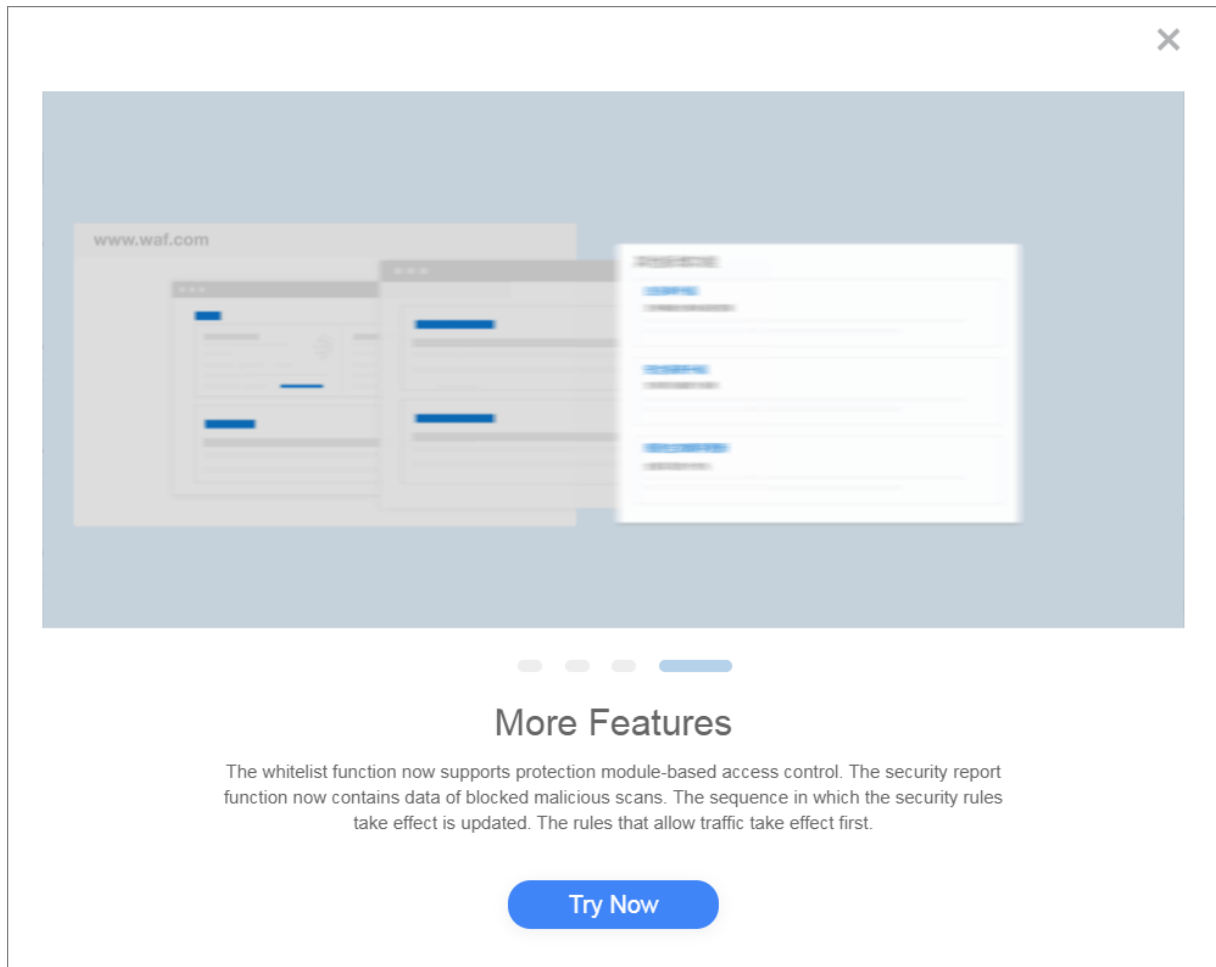 www.waf.com
More Features
The whitelist function now supports protection module-based access control. The security report
function now contains data of blocked malicious scans. The sequence in which the security rules
take effect is updated. The rules that allow traffic take effect first.
Try Now